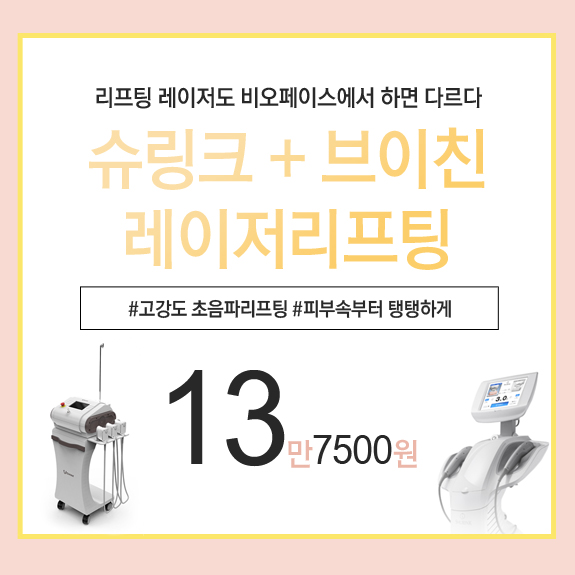 리프팅 레이저도 비오페이스에서 하면 다르다
슈링크 + 브이친
레이저리프팅
#고강도 초음파리프팅 #피부속부터 탱탱하게
13만7500원
3.0